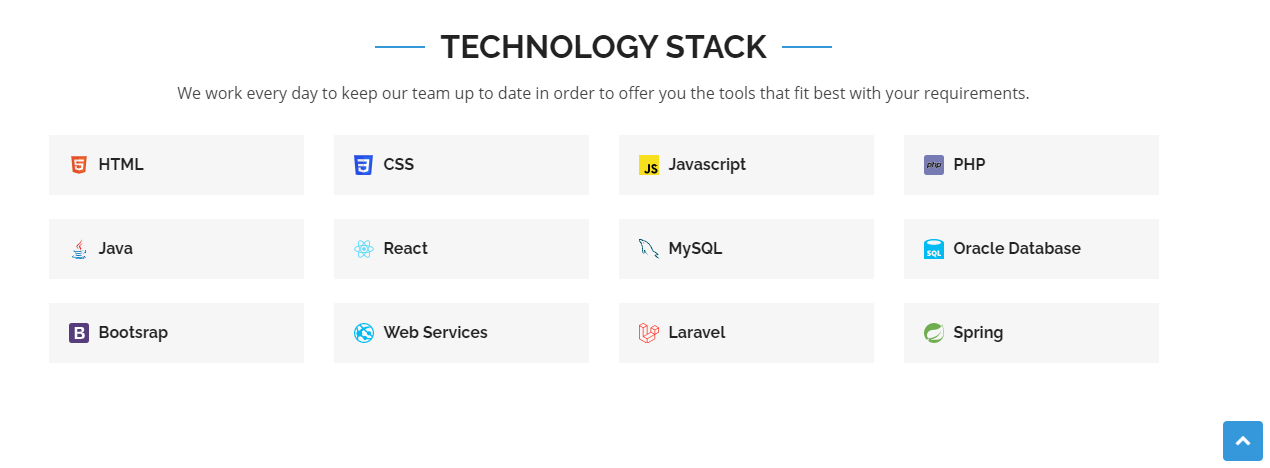 TECHNOLOGY STACK
We work every day to keep our team up to date in order to offer you the tools that fit best with your requirements.
HTML
CSS
JS Javascript
php PHP
Java
React
MySQL
SQL Oracle Database
B Bootsrap
Web Services
Laravel
Spring